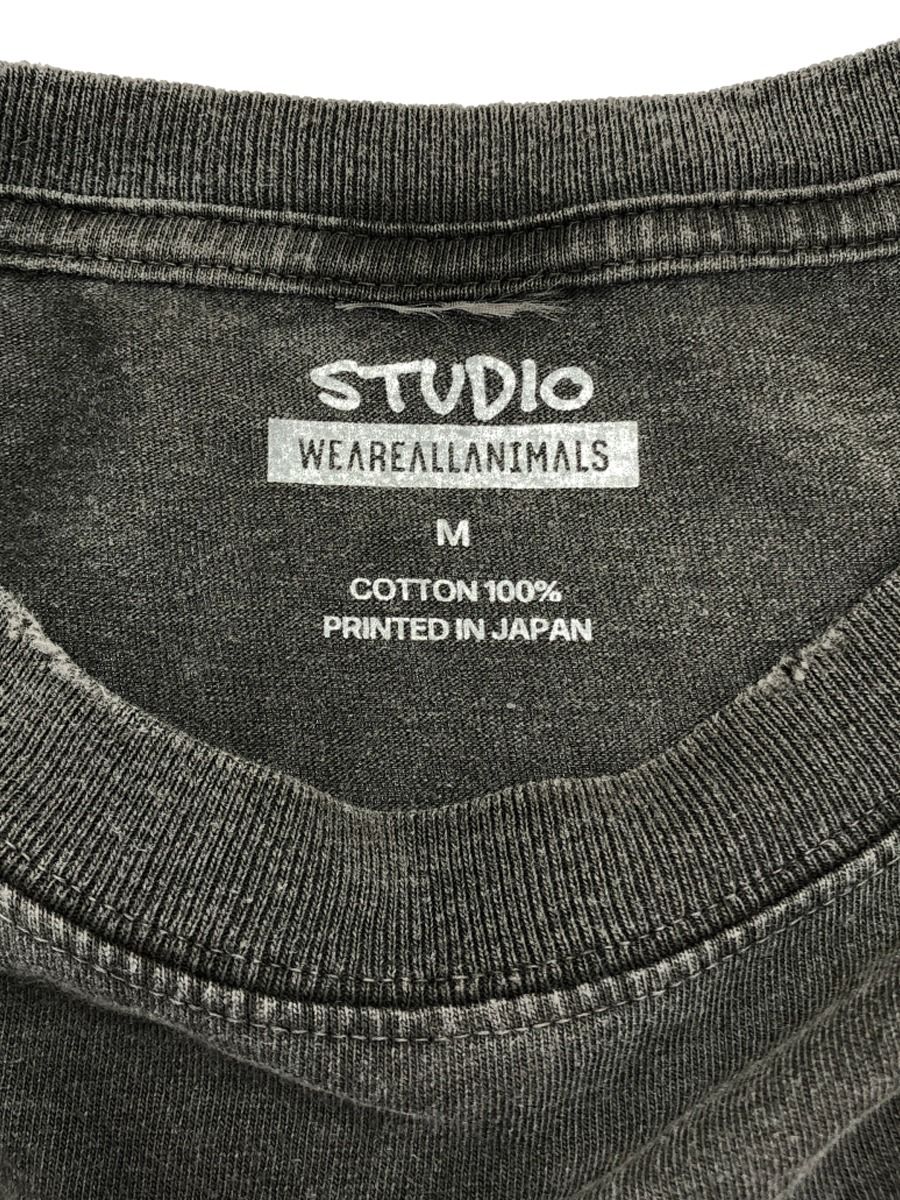 STUDIO
WEAREALLANIMALS
M
COTTON 100%
PRINTED IN JAPAN